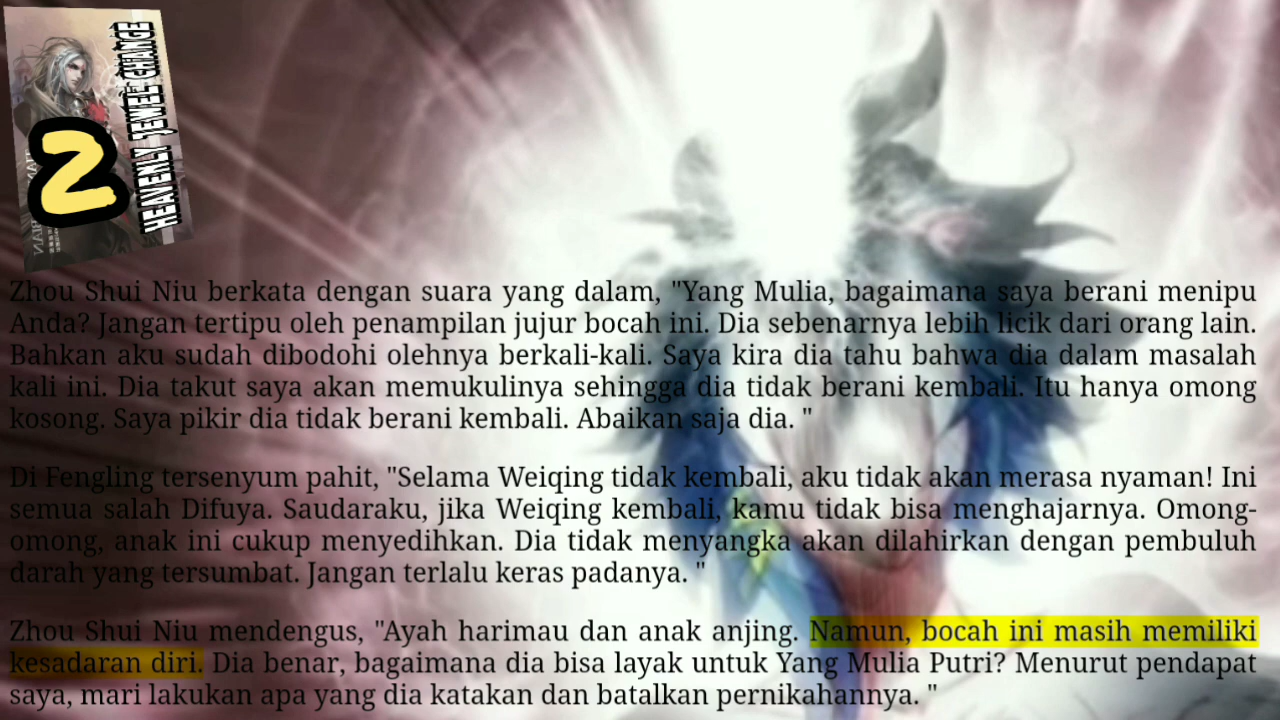 HEAVENLY JEWEL CHANGE
2
Zhou Shui Niu berkata dengan suara yang dalam, "Yang Mulia, bagaimana saya berani menipu
Anda? Jangan tertipu oleh penampilan jujur bocah ini. Dia sebenarnya lebih licik dari orang lain.
Bahkan aku sudah dibodohi olehnya berkali-kali. Saya kira dia tahu bahwa dia dalam masalah
kali ini. Dia takut saya akan memukulinya sehingga dia tidak berani kembali. Itu hanya omong
kosong. Saya pikir dia tidak berani kembali. Abaikan saja dia. "
Di Fengling tersenyum pahit, "Selama Weiqing tidak kembali, aku tidak akan merasa nyaman! Ini
semua salah Difuya. Saudaraku, jika Weiqing kembali, kamu tidak bisa menghajarnya. Omong-
omong, anak ini cukup menyedihkan. Dia tidak menyangka akan dilahirkan dengan pembuluh
darah yang tersumbat. Jangan terlalu keras padanya. "
Zhou Shui Niu mendengus, "Ayah harimau dan anak anjing. Namun, bocah ini masih memiliki
kesadaran diri. Dia benar, bagaimana dia bisa layak untuk Yang Mulia Putri? Menurut pendapat
saya, mari lakukan apa yang dia katakan dan batalkan pernikahannya. "